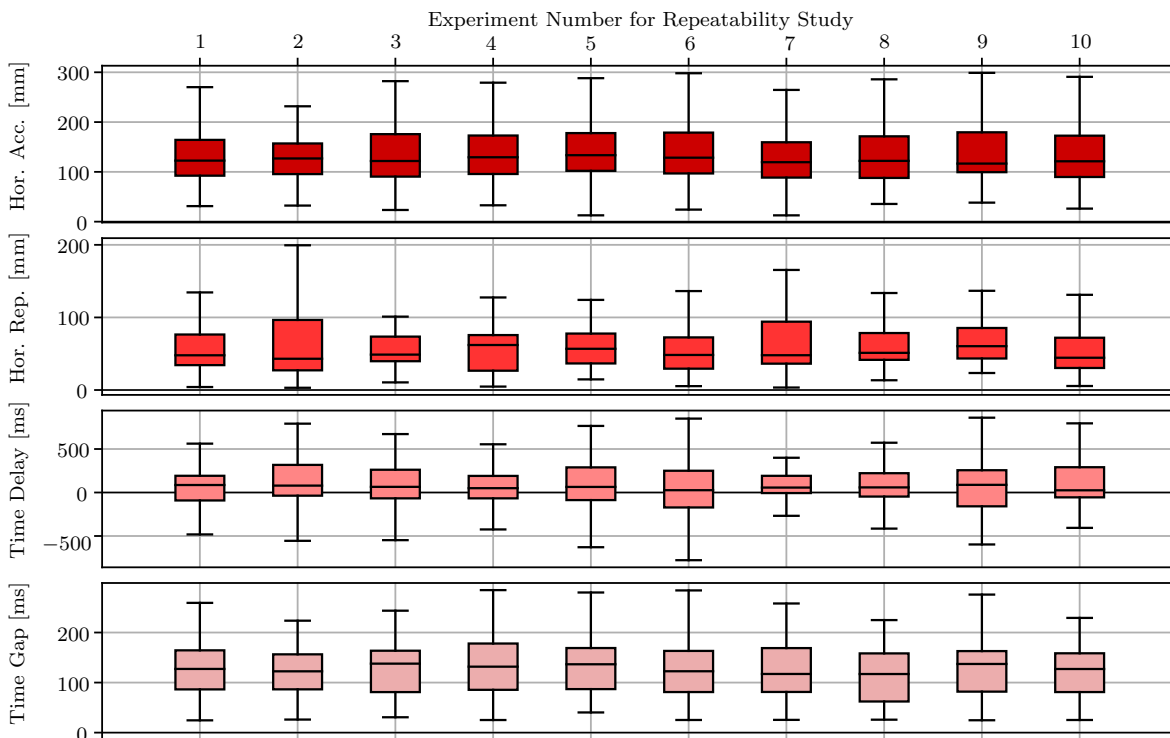 Experiment Number for Repeatability Study
1 2 3 4 5 6 7 8 9 10
Hor. Acc. [mm]
300
200
100
0
Hor. Rep. [mm]
200
100
0
Time Delay [ms]
500
0
−500
Time Gap [ms]
200
100
0